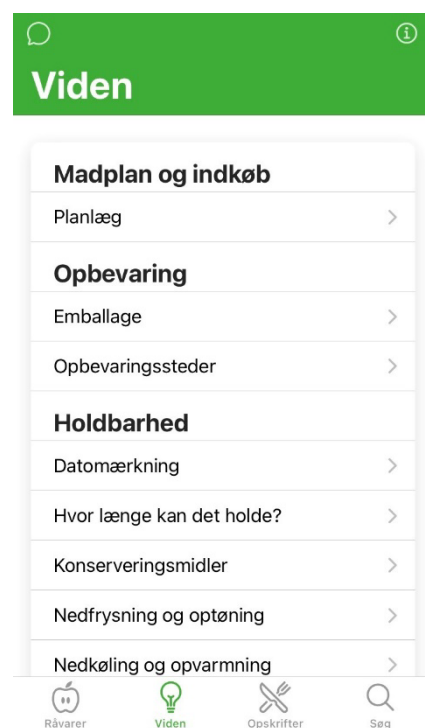 Viden
Madplan og indkøb
Planlæg
Opbevaring
Emballage
Opbevaringssteder
Holdbarhed
Datomærkning
Hvor længe kan det holde?
Konserveringsmidler
Nedfrysning og optøning
Nedkøling og opvarmning
Råvarer Viden Opskrifter Søg